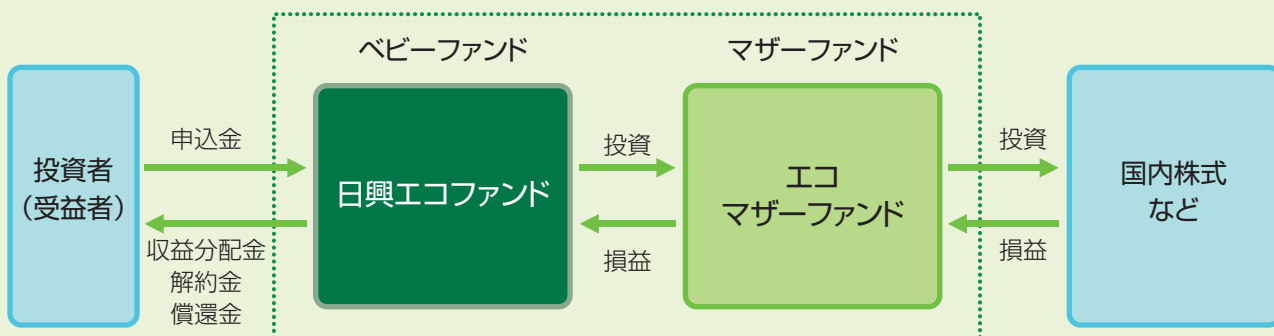 ベビーファンド
マザーファンド
投資者
（受益者）
申込金
収益分配金
解約金
償還金
日興エコファンド
投資
損益
エコ
マザーファンド
投資
損益
国内株式
など